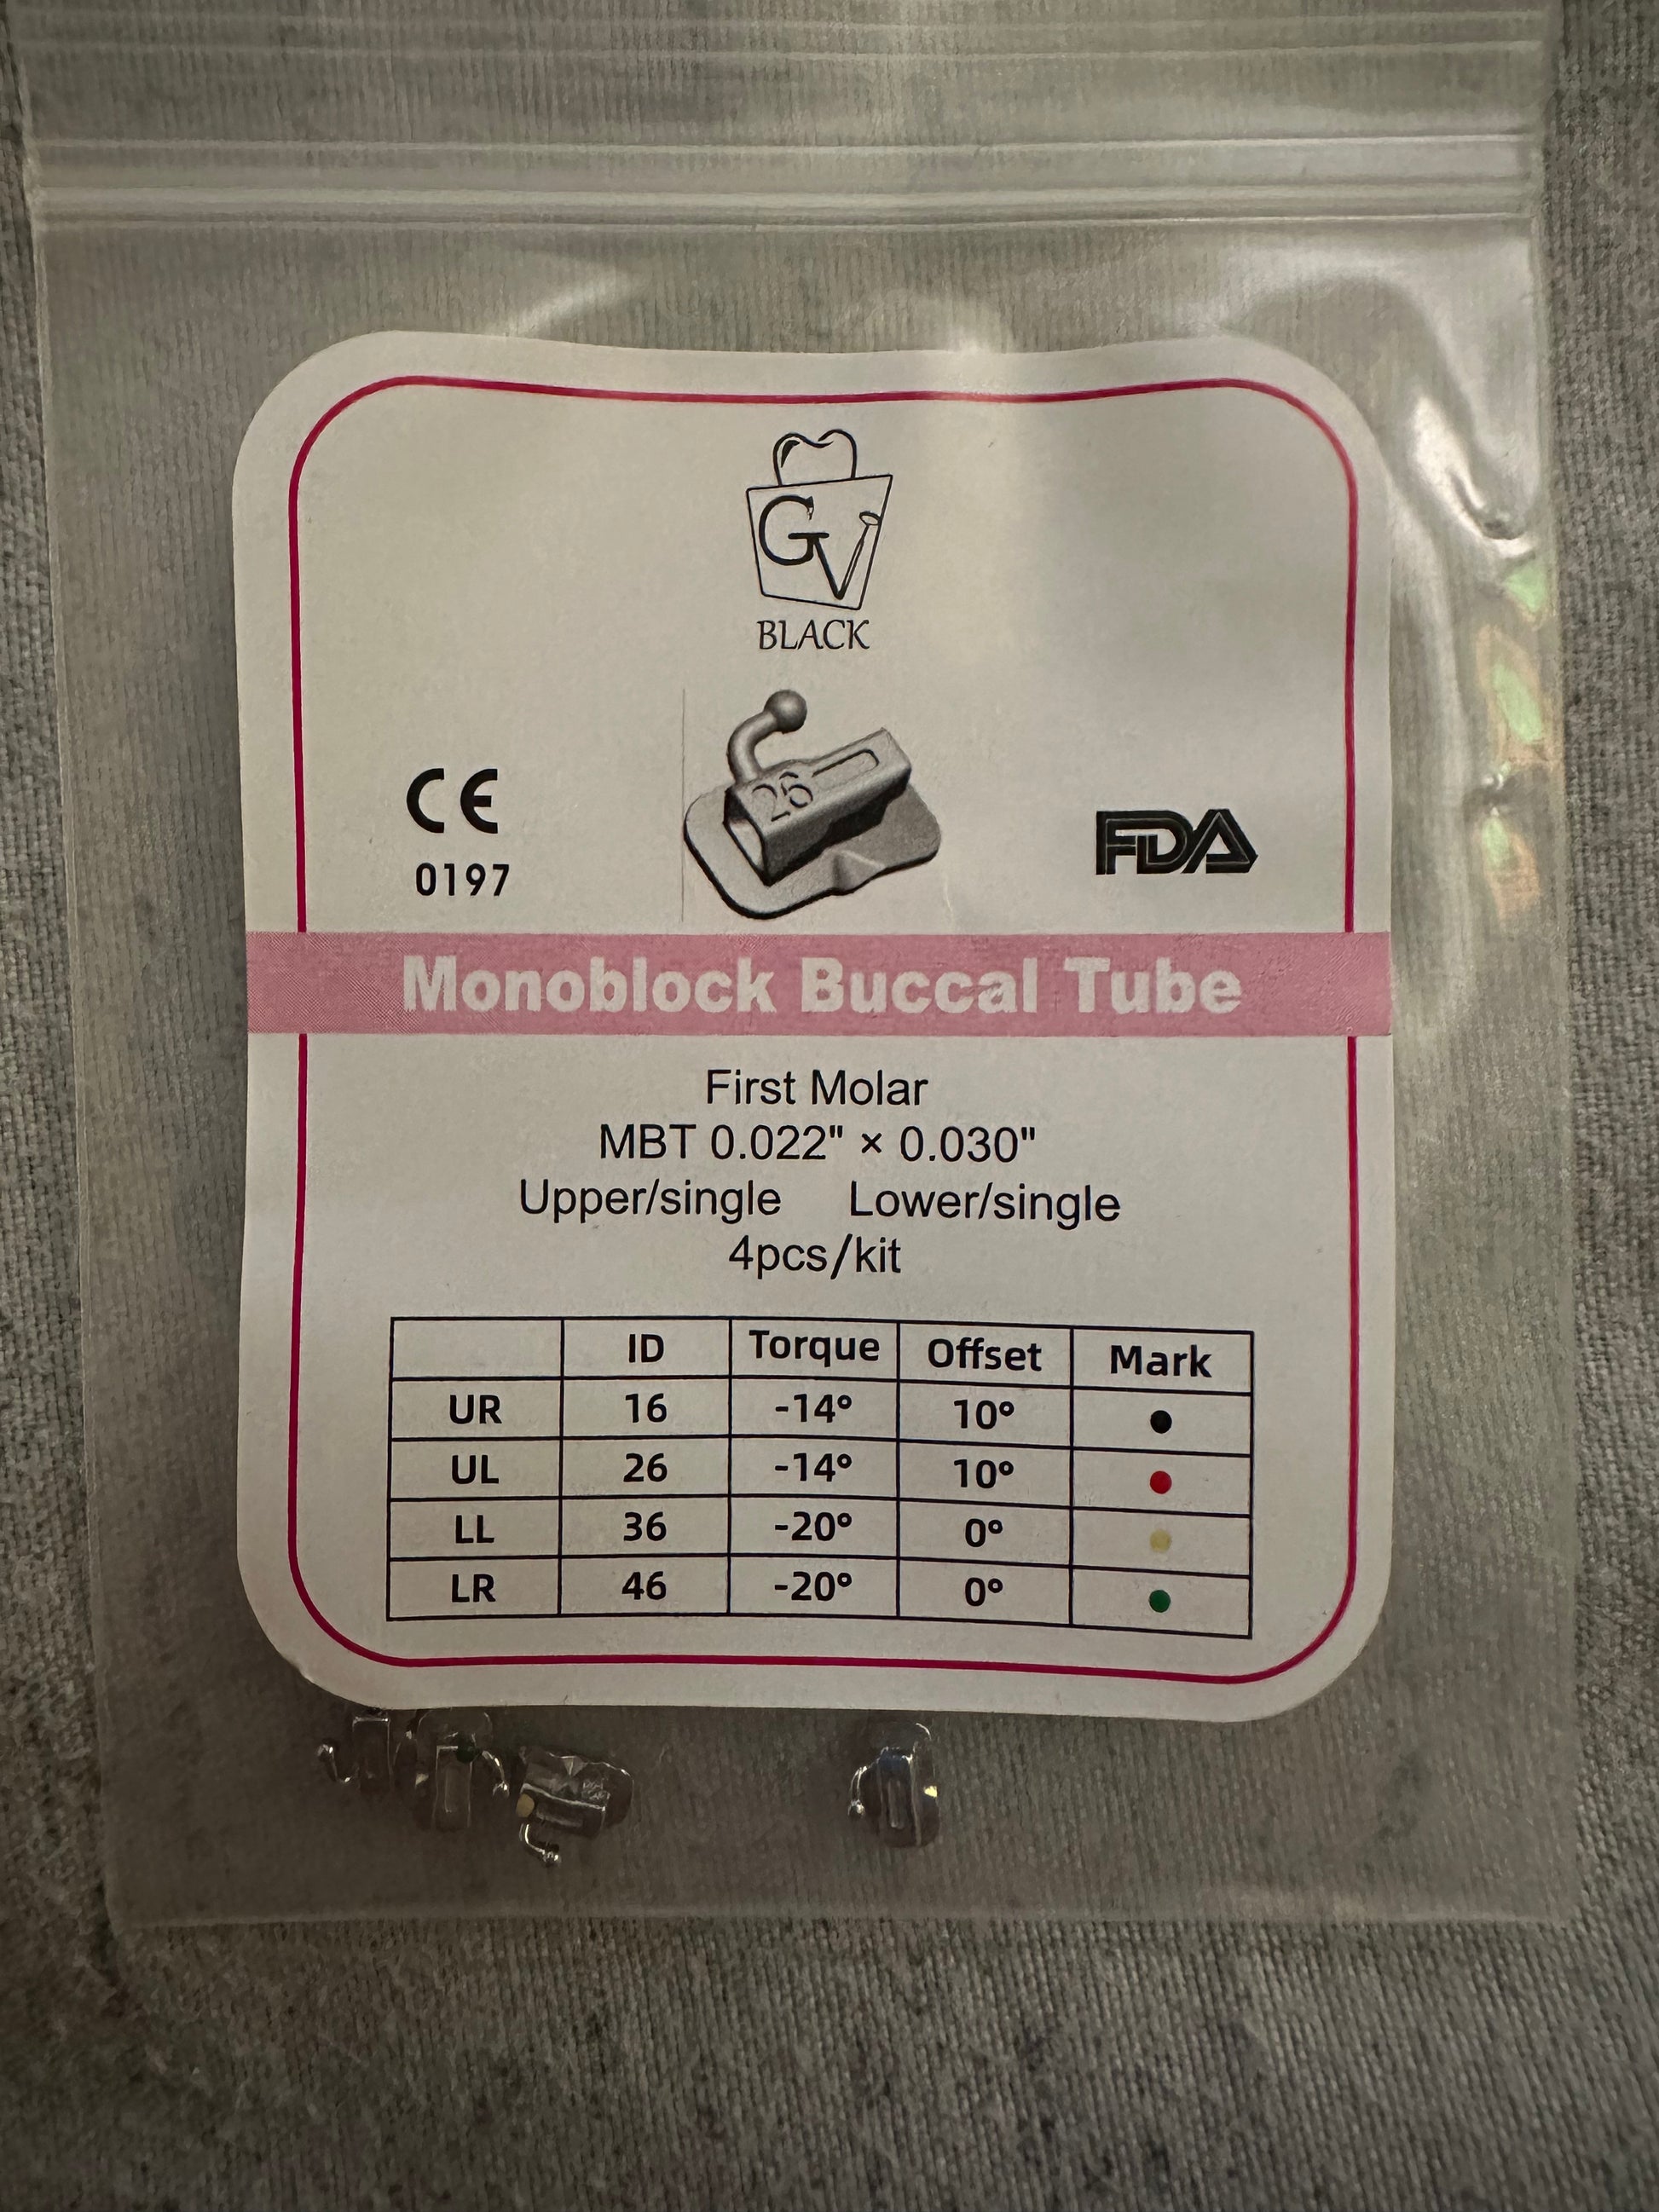 GV
BLACK
26
CE
0197
FDA
Monoblock Buccal Tube
First Molar
MBT 0.022" × 0.030"
Upper/single Lower/single
4pcs/kit
ID Torque Offset Mark
UR 16 -14° 10°
UL 26 -14° 10°
LL 36 -20° 0°
LR 46 -20° 0°